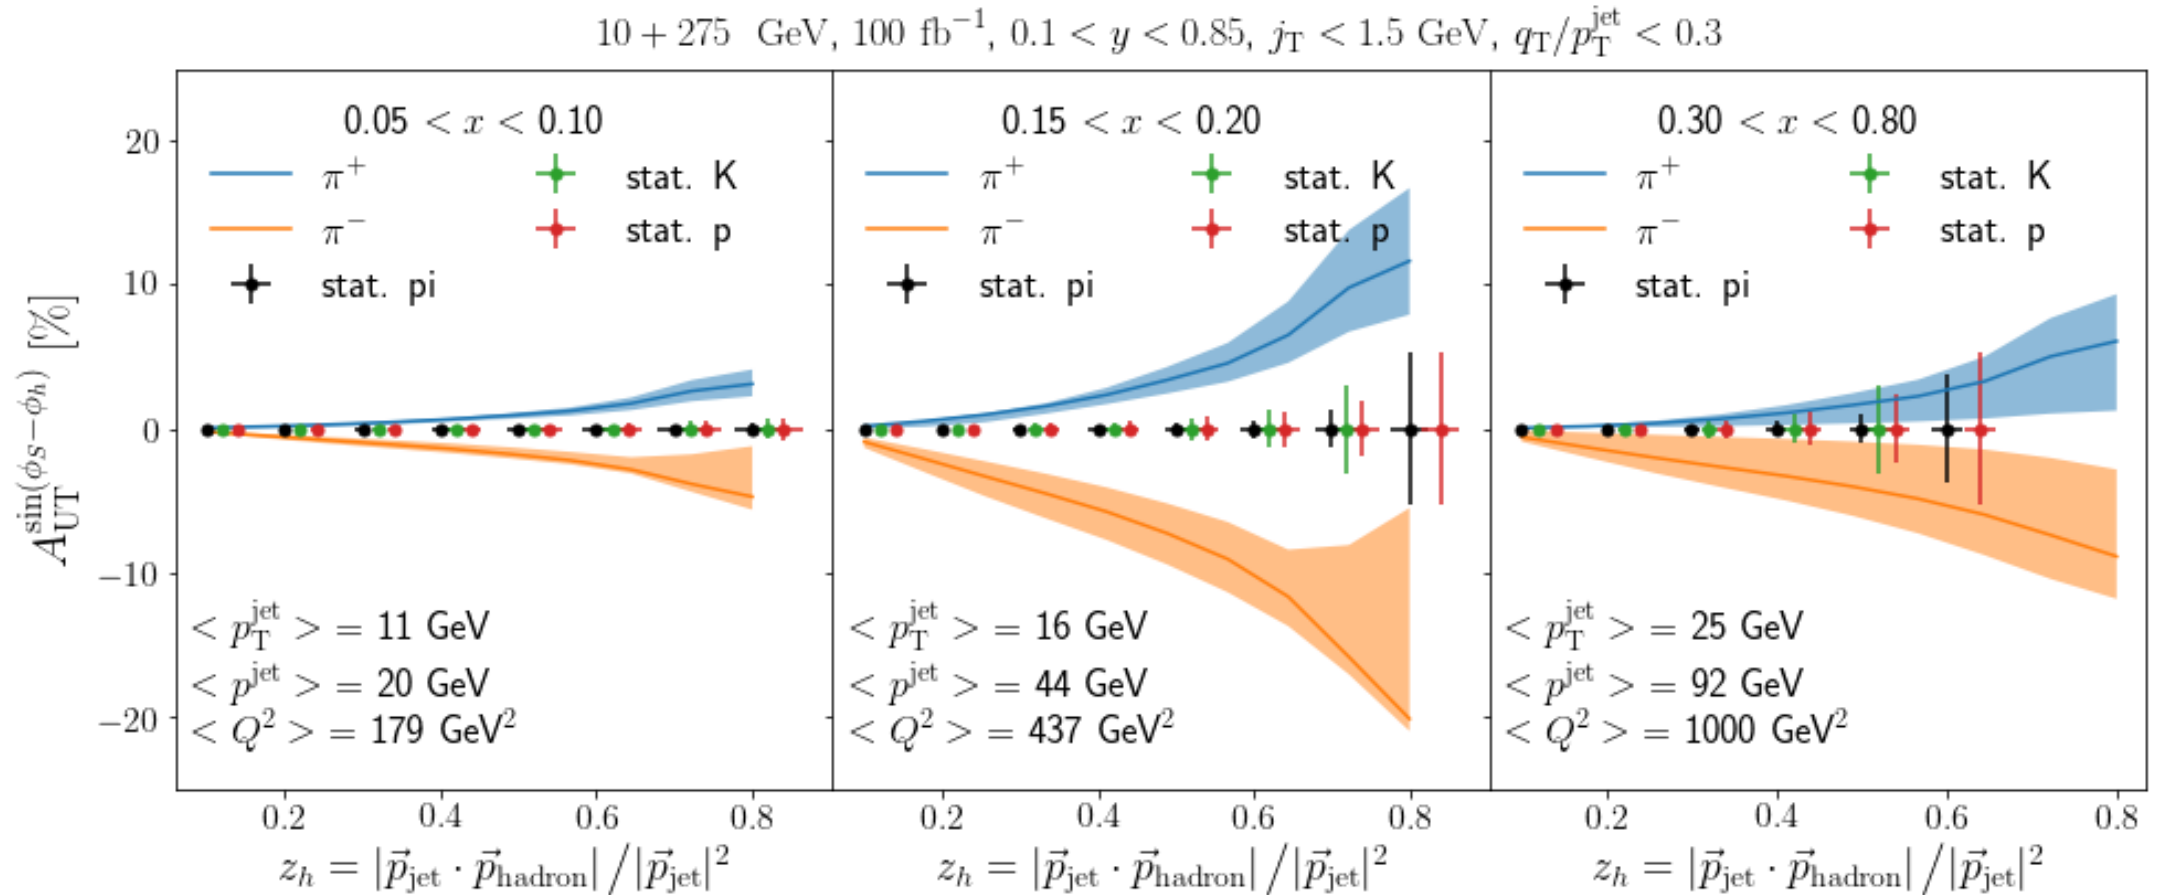 10 + 275 GeV, 100 fb⁻¹, 0.1 < y < 0.85, j_T < 1.5 GeV, q_T/p_T^jet < 0.3
A_UT^sin(ϕ_S−ϕ_h) [%]
20
10
0
−10
−20
0.05 < x < 0.10
π⁺
π⁻
stat. pi
stat. K
stat. p
< p_T^jet > = 11 GeV
< p^jet > = 20 GeV
< Q² > = 179 GeV²
0.2 0.4 0.6 0.8
z_h = |p⃗_jet · p⃗_hadron| / |p⃗_jet|²
0.15 < x < 0.20
π⁺
π⁻
stat. pi
stat. K
stat. p
< p_T^jet > = 16 GeV
< p^jet > = 44 GeV
< Q² > = 437 GeV²
0.2 0.4 0.6 0.8
z_h = |p⃗_jet · p⃗_hadron| / |p⃗_jet|²
0.30 < x < 0.80
π⁺
π⁻
stat. pi
stat. K
stat. p
< p_T^jet > = 25 GeV
< p^jet > = 92 GeV
< Q² > = 1000 GeV²
0.2 0.4 0.6 0.8
z_h = |p⃗_jet · p⃗_hadron| / |p⃗_jet|²